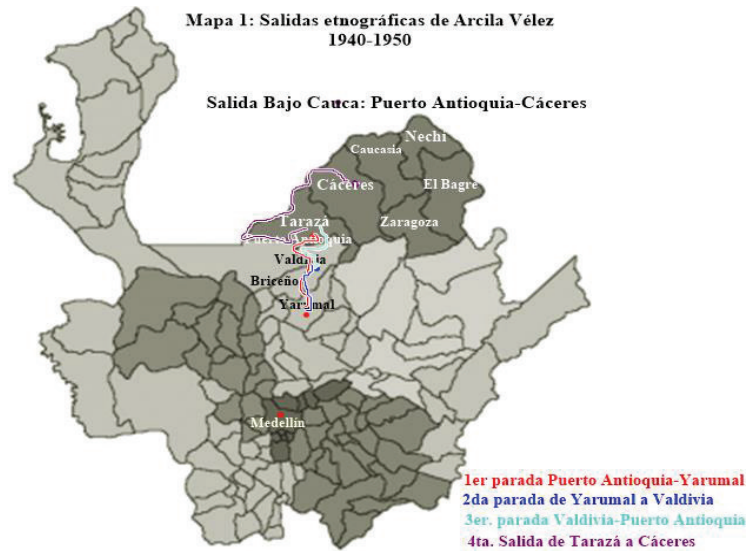 Mapa 1: Salidas etnográficas de Arcila Vélez
1940-1950
Salida Bajo Cauca: Puerto Antioquia-Cáceres
Nechí
Caucasia
Cáceres
El Bagre
Tarazá
Zaragoza
Puerto Antioquia
Valdivia
Briceño
Yarumal
Medellín
1er parada Puerto Antioquia-Yarumal
2da parada de Yarumal a Valdivia
3er. parada Valdivia-Puerto Antioquia
4ta. Salida de Tarazá a Cáceres